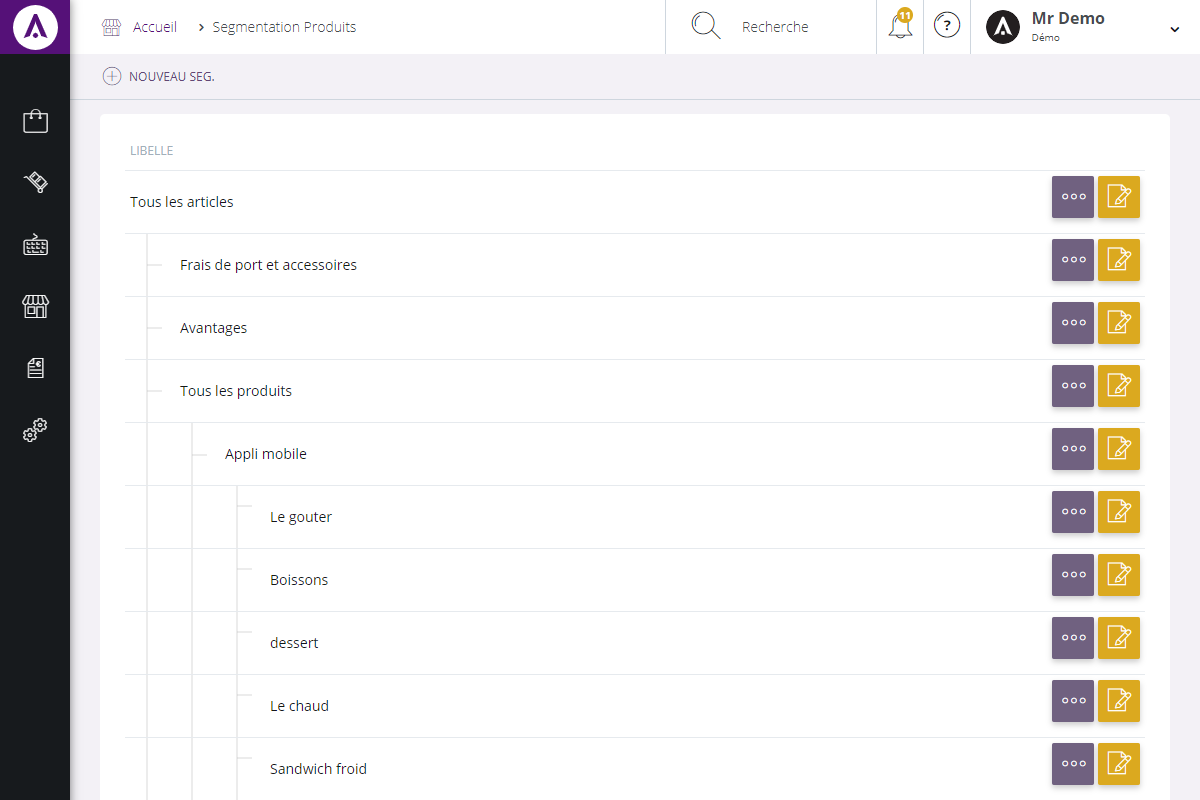 Accueil
Segmentation Produits
Recherche
11
?
Mr Demo
Démo
NOUVEAU SEG.
LIBELLE
Tous les articles
Frais de port et accessoires
Avantages
Tous les produits
Appli mobile
Le gouter
Boissons
dessert
Le chaud
Sandwich froid